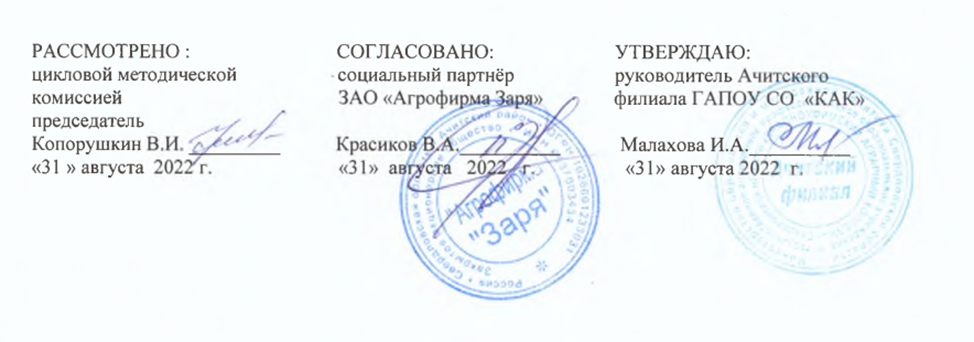 РАССМОТРЕНО :
цикловой методической
комиссией
председатель
Копорушкин В.И.
«31 » августа 2022 г.
СОГЛАСОВАНО:
социальный партнёр
ЗАО «Агрофирма Заря»
Красиков В.А.
«31» августа 2022 г.
УТВЕРЖДАЮ:
руководитель Ачитского
филиала ГАПОУ СО «КАК»
Малахова И.А.
«31» августа 2022 г.
"Агрофирма
"Заря"
филиал